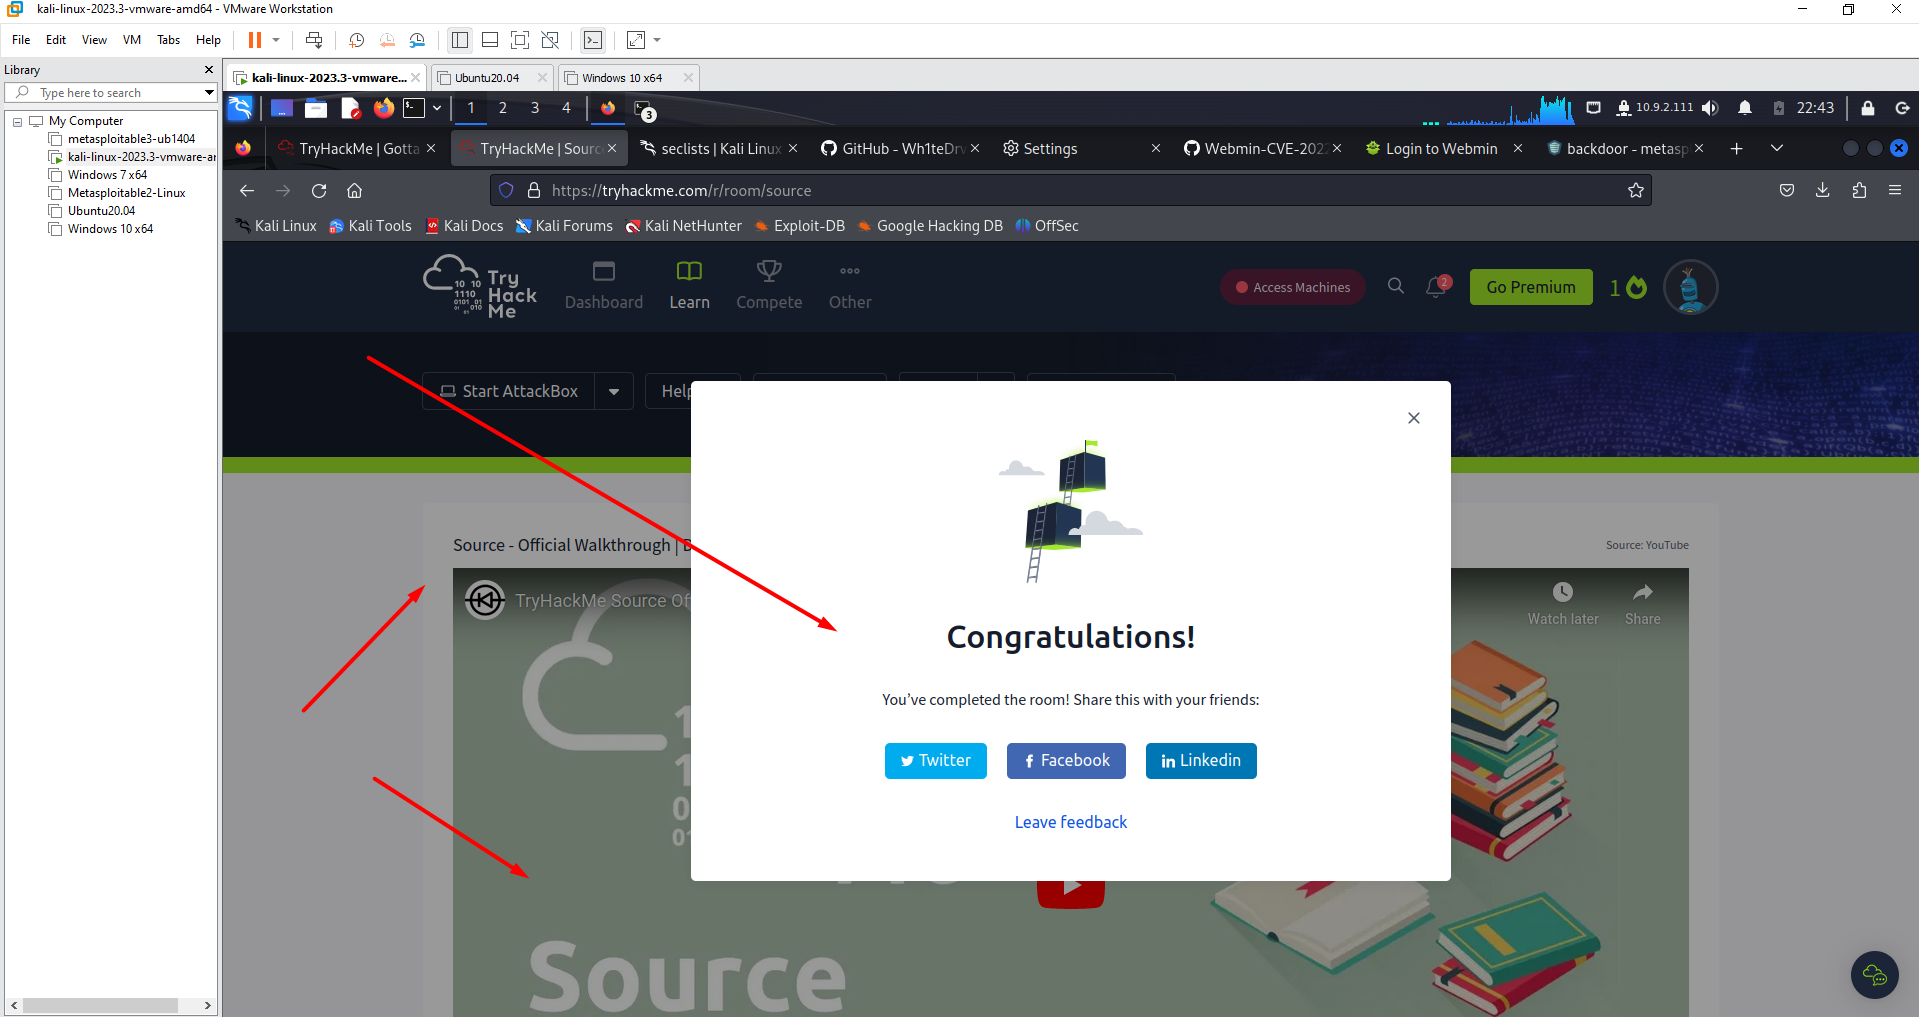 kali-linux-2023.3-vmware-amd64 - VMware Workstation
File Edit View VM Tabs Help
Library
Type here to search
My Computer
metasploitable3-ub1404
kali-linux-2023.3-vmware-ar
Windows 7 x64
Metasploitable2-Linux
Ubuntu20.04
Windows 10 x64
kali-linux-2023.3-vmware... Ubuntu20.04 Windows 10 x64
1 2 3 4 3 10.9.2.111 22:43
TryHackMe | Gotta TryHackMe | Sourc seclists | Kali Linux GitHub - Wh1teDrv Settings Webmin-CVE-202 Login to Webmin backdoor - metasp
https://tryhackme.com/r/room/source
Kali Linux Kali Tools Kali Docs Kali Forums Kali NetHunter Exploit-DB Google Hacking DB OffSec
Try
Hack
Me
10 10
1110
0101 01
Dashboard Learn Compete Other Access Machines 2 Go Premium 1
Start AttackBox Help
Source - Official Walkthrough | Source: YouTube
TryHackMe Source Of Watch later Share
Congratulations!
You've completed the room! Share this with your friends:
Twitter Facebook Linkedin
Leave feedback
Source